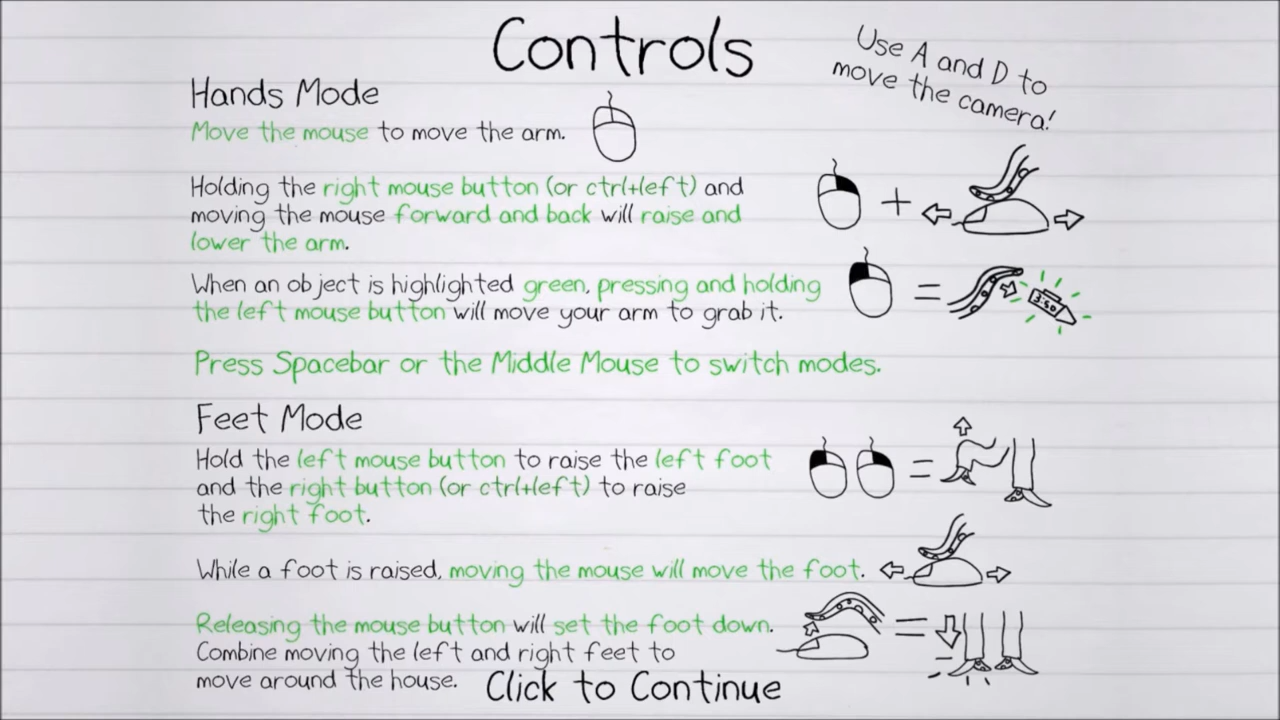 Controls
Use A and D to
move the camera!
Hands Mode
Move the mouse to move the arm.
Holding the right mouse button (or ctrl+left) and
moving the mouse forward and back will raise and
lower the arm.
When an object is highlighted green, pressing and holding
the left mouse button will move your arm to grab it.
Press Spacebar or the Middle Mouse to switch modes.
Feet Mode
Hold the left mouse button to raise the left foot
and the right button (or ctrl+left) to raise
the right foot.
While a foot is raised, moving the mouse will move the foot.
Releasing the mouse button will set the foot down.
Combine moving the left and right feet to
move around the house.
Click to Continue